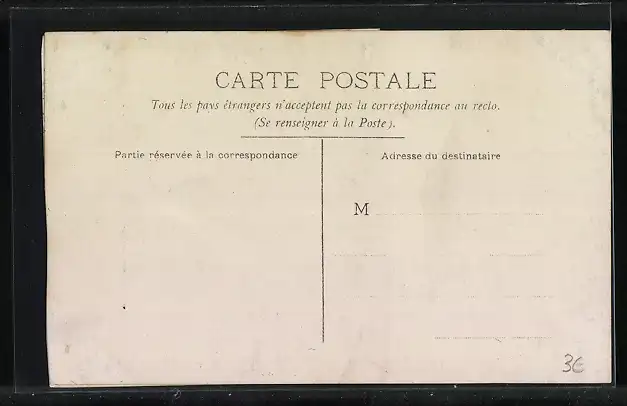 CARTE POSTALE
Tous les pays étrangers n'acceptent pas la correspondance au recto.
(Se renseigner à la Poste).
Partie réservée à la correspondance
Adresse du destinataire
M
3€